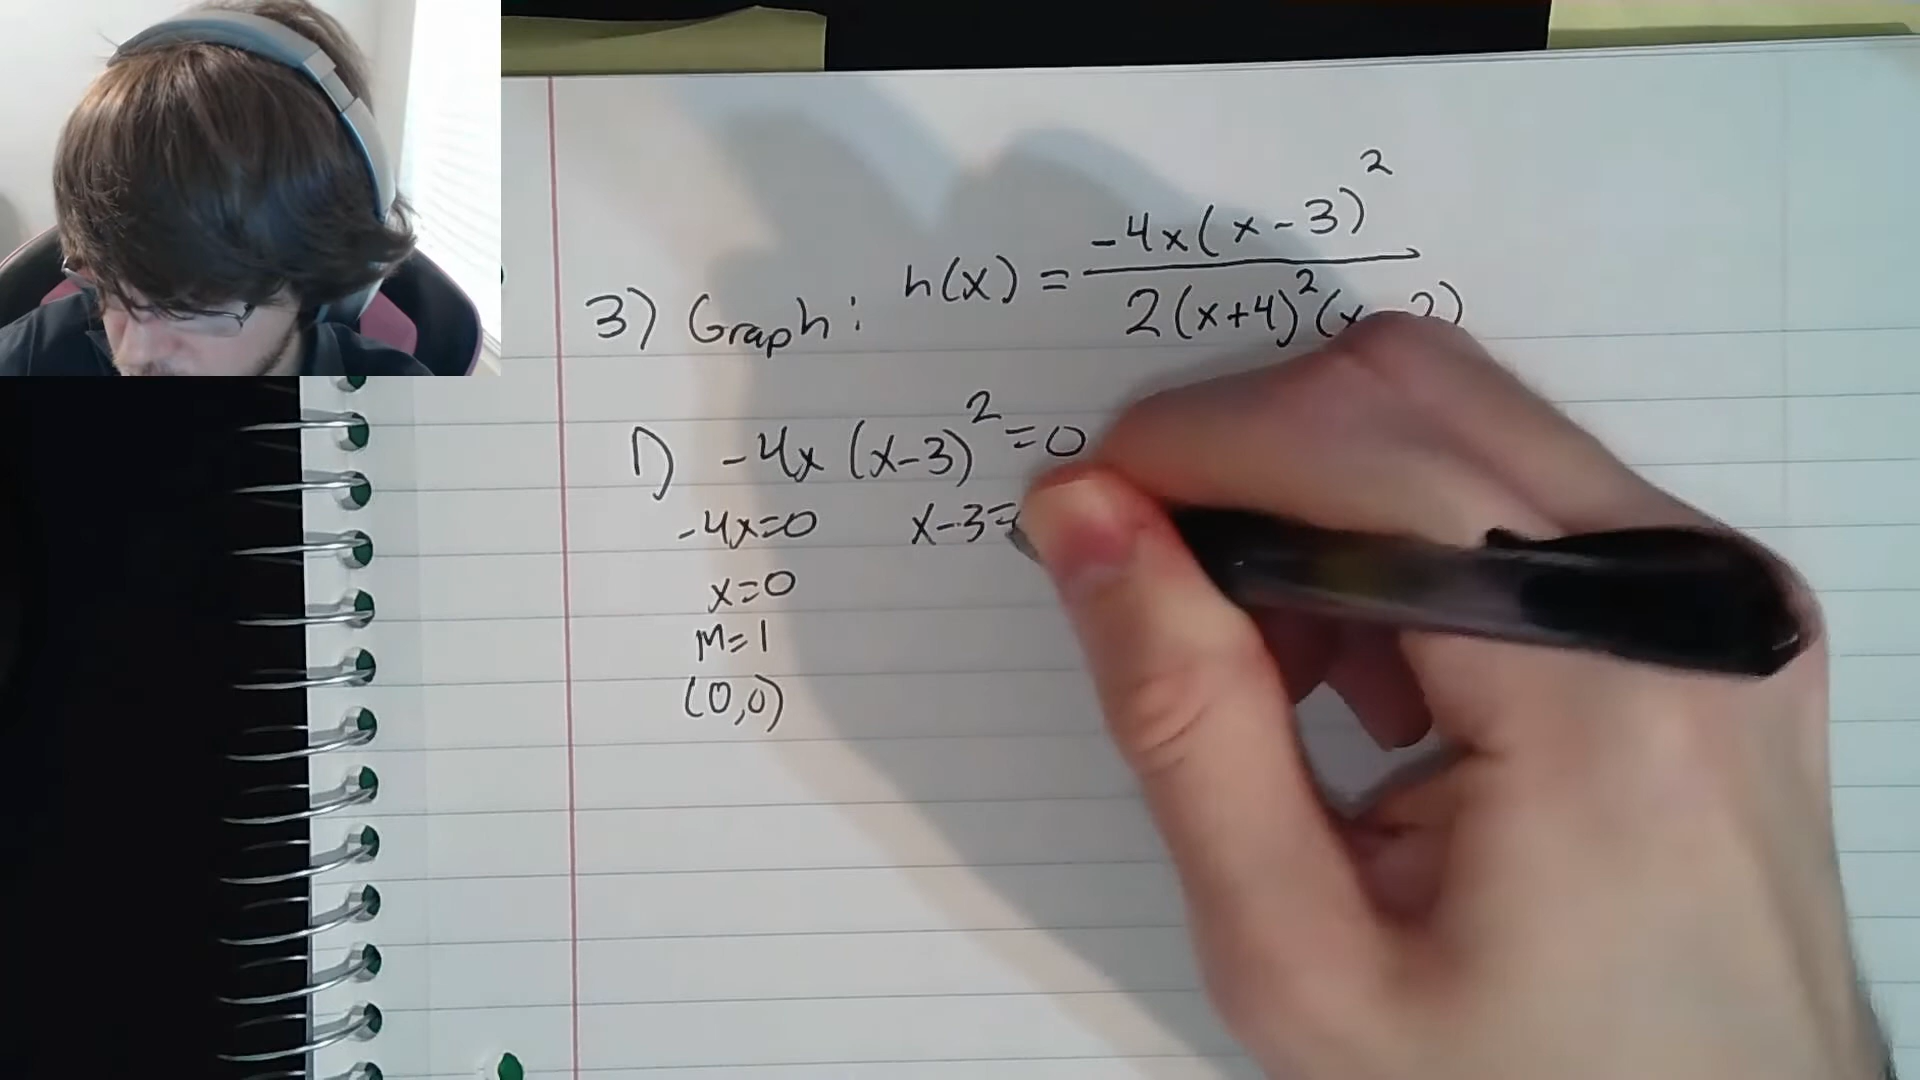 3) Graph: h(x) = -4x(x-3)² / 2(x+4)²(x-2)
1) -4x (x-3)² = 0
-4x=0 x-3=
x=0
M=1
(0,0)